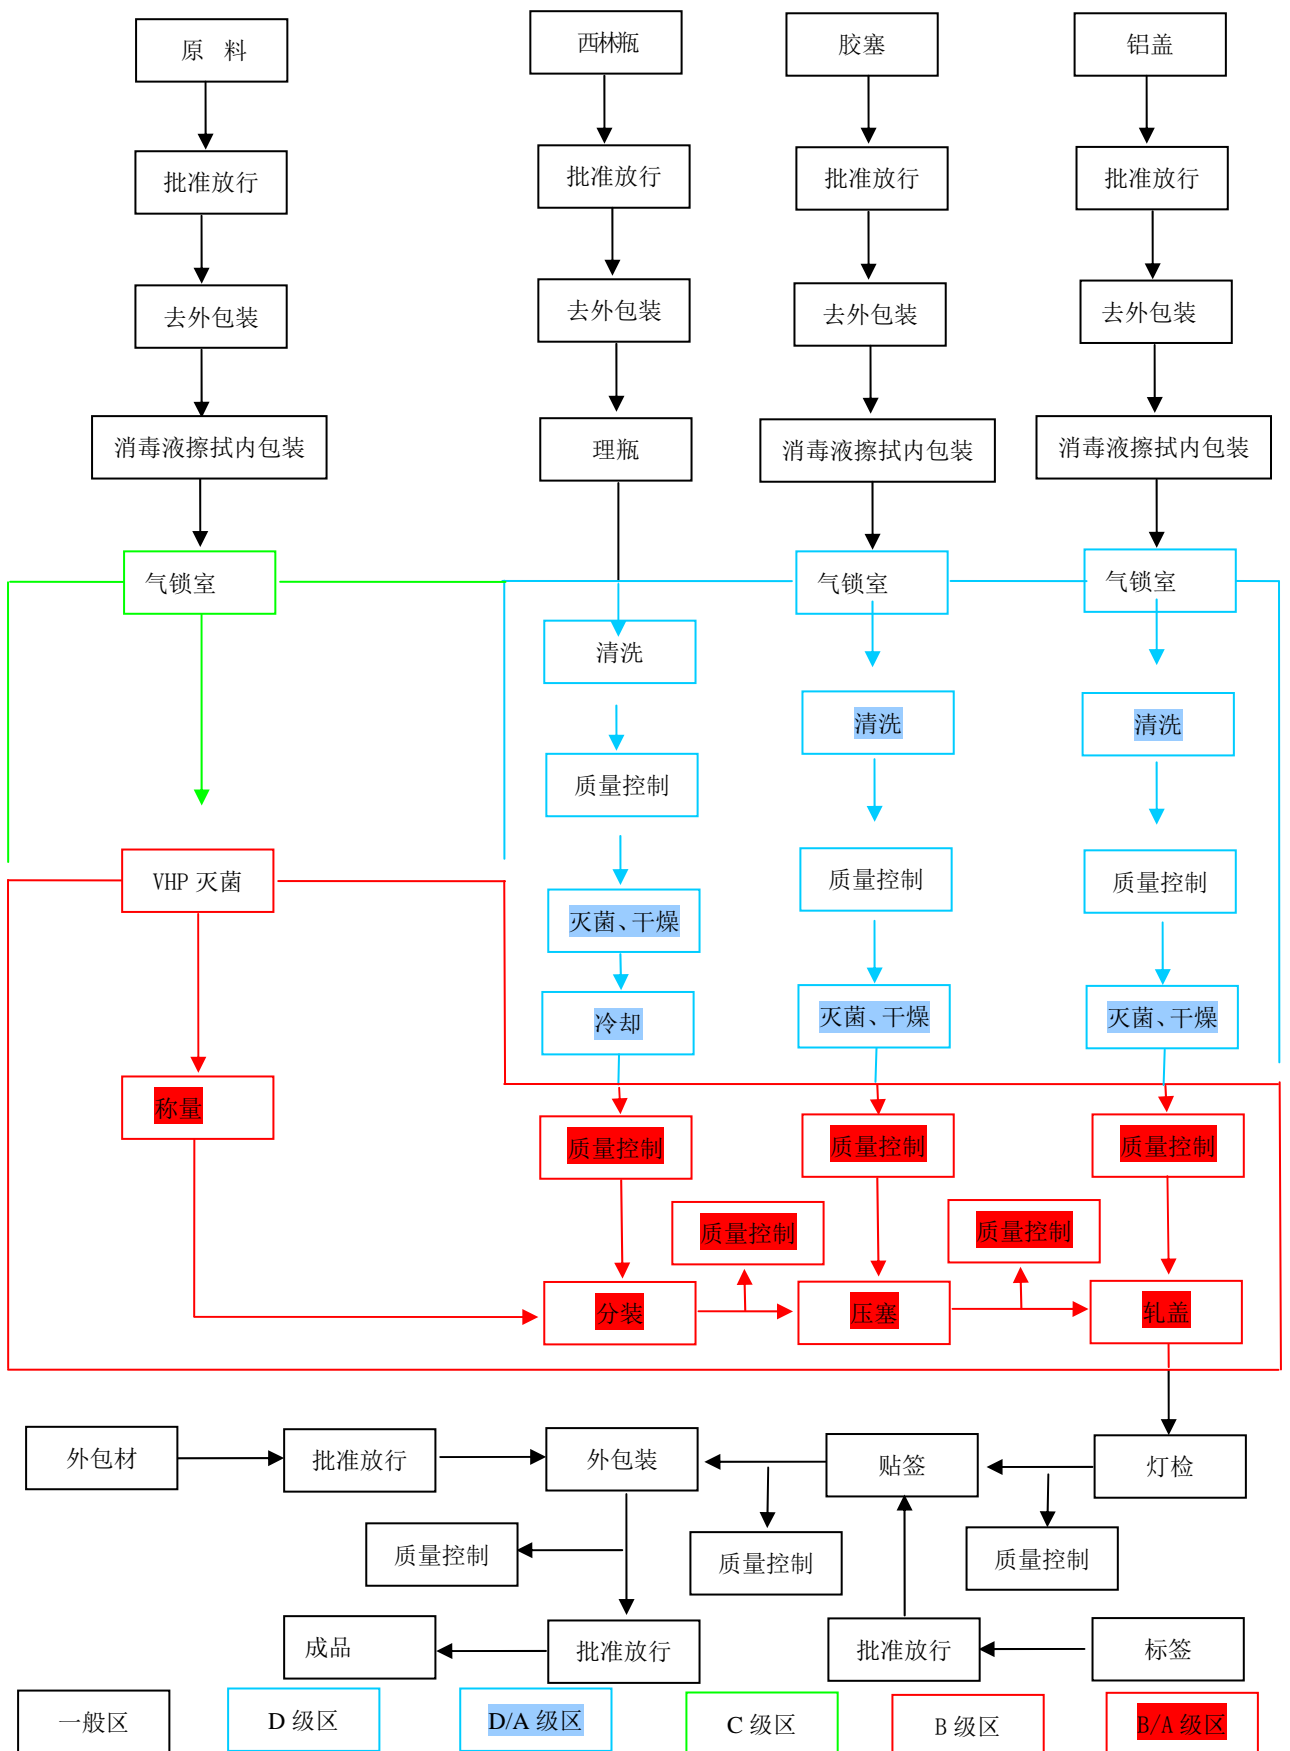 原 料
西林瓶
胶塞
铝盖
批准放行
批准放行
批准放行
批准放行
去外包装
去外包装
去外包装
去外包装
消毒液擦拭内包装
理瓶
消毒液擦拭内包装
消毒液擦拭内包装
气锁室
气锁室
气锁室
清洗
清洗
清洗
质量控制
VHP 灭菌
质量控制
质量控制
灭菌、干燥
冷却
灭菌、干燥
灭菌、干燥
称量
质量控制
质量控制
质量控制
质量控制
质量控制
分装
压塞
轧盖
外包材
批准放行
外包装
贴签
灯检
质量控制
质量控制
质量控制
成品
批准放行
批准放行
标签
一般区
D 级区
D/A 级区
C 级区
B 级区
B/A 级区